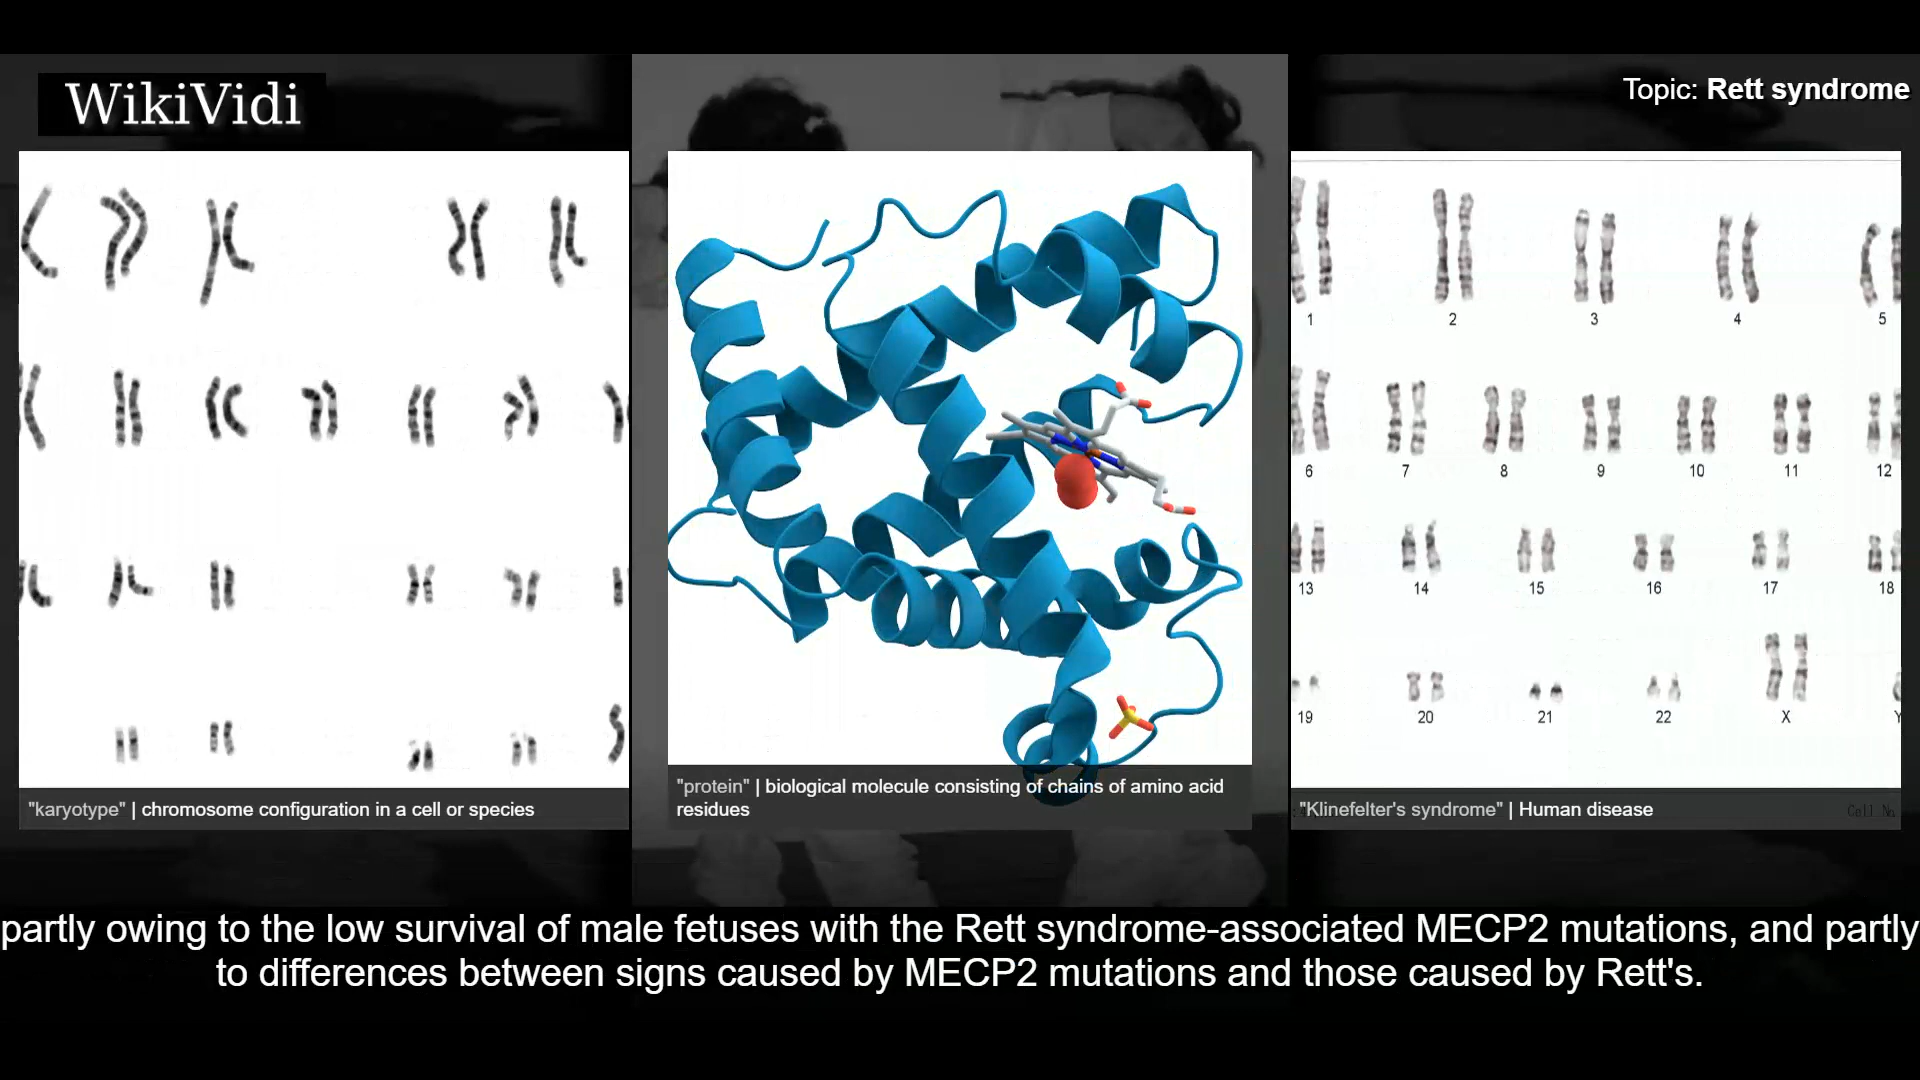 WikiVidi
Topic: Rett syndrome
1 2 3 4 5
6 7 8 9 10 11 12
13 14 15 16 17 18
19 20 21 22 X Y
"karyotype" | chromosome configuration in a cell or species
"protein" | biological molecule consisting of chains of amino acid
residues
"Klinefelter's syndrome" | Human disease
Cell No
partly owing to the low survival of male fetuses with the Rett syndrome-associated MECP2 mutations, and partly
to differences between signs caused by MECP2 mutations and those caused by Rett's.